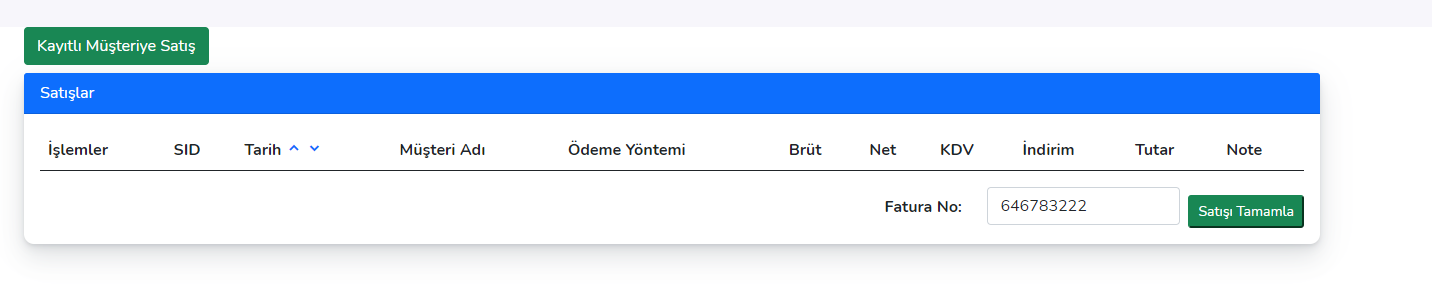 Kayıtlı Müşteriye Satış
Satışlar
İşlemler SID Tarih Müşteri Adı Ödeme Yöntemi Brüt Net KDV İndirim Tutar Note
Fatura No: 646783222 Satışı Tamamla